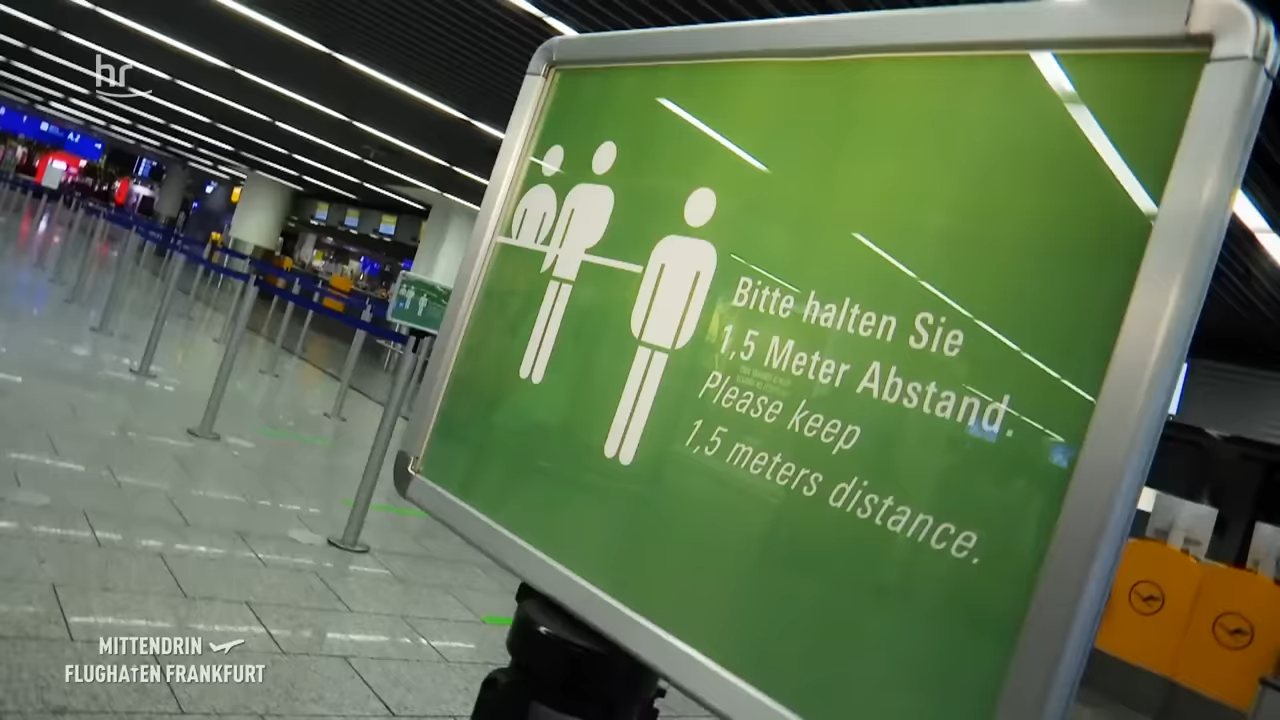 hr
Bitte halten Sie
1,5 Meter Abstand.
Please keep
1,5 meters distance.
MITTENDRIN
FLUGHAFEN FRANKFURT